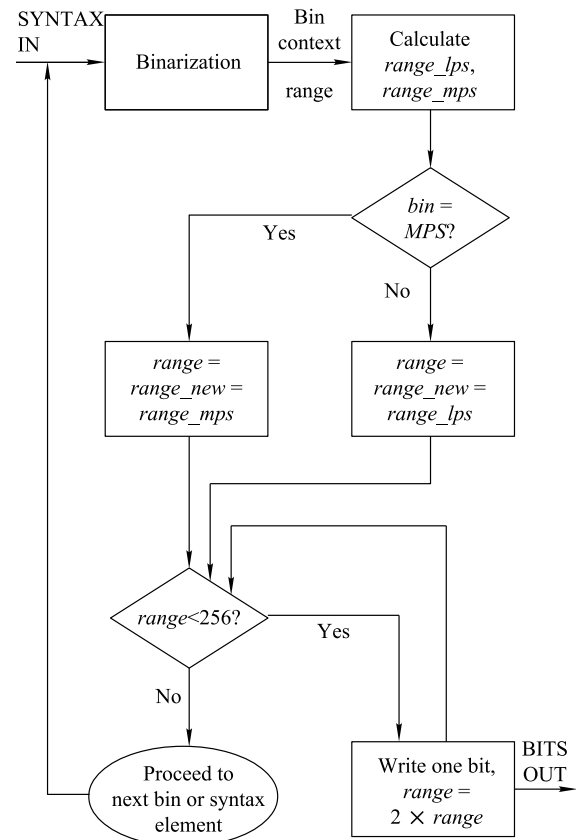 SYNTAX
IN
Binarization
Bin
context
range
Calculate
range_lps,
range_mps
bin =
MPS?
Yes
No
range =
range_new =
range_mps
range =
range_new =
range_lps
range<256?
Yes
No
Proceed to
next bin or syntax
element
Write one bit,
range =
2 × range
BITS
OUT